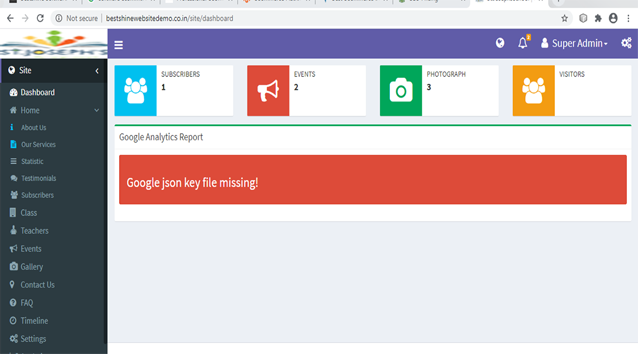 Not secure | bestshinewebsitedemo.co.in/site/dashboard
ST.JOSEPH'S
Super Admin
Site
Dashboard
Home
About Us
Our Services
Statistic
Testimonials
Subscribers
Class
Teachers
Events
Gallery
Contact Us
FAQ
Timeline
Settings
SUBSCRIBERS
1
EVENTS
2
PHOTOGRAPH
3
VISITORS
Google Analytics Report
Google json key file missing!